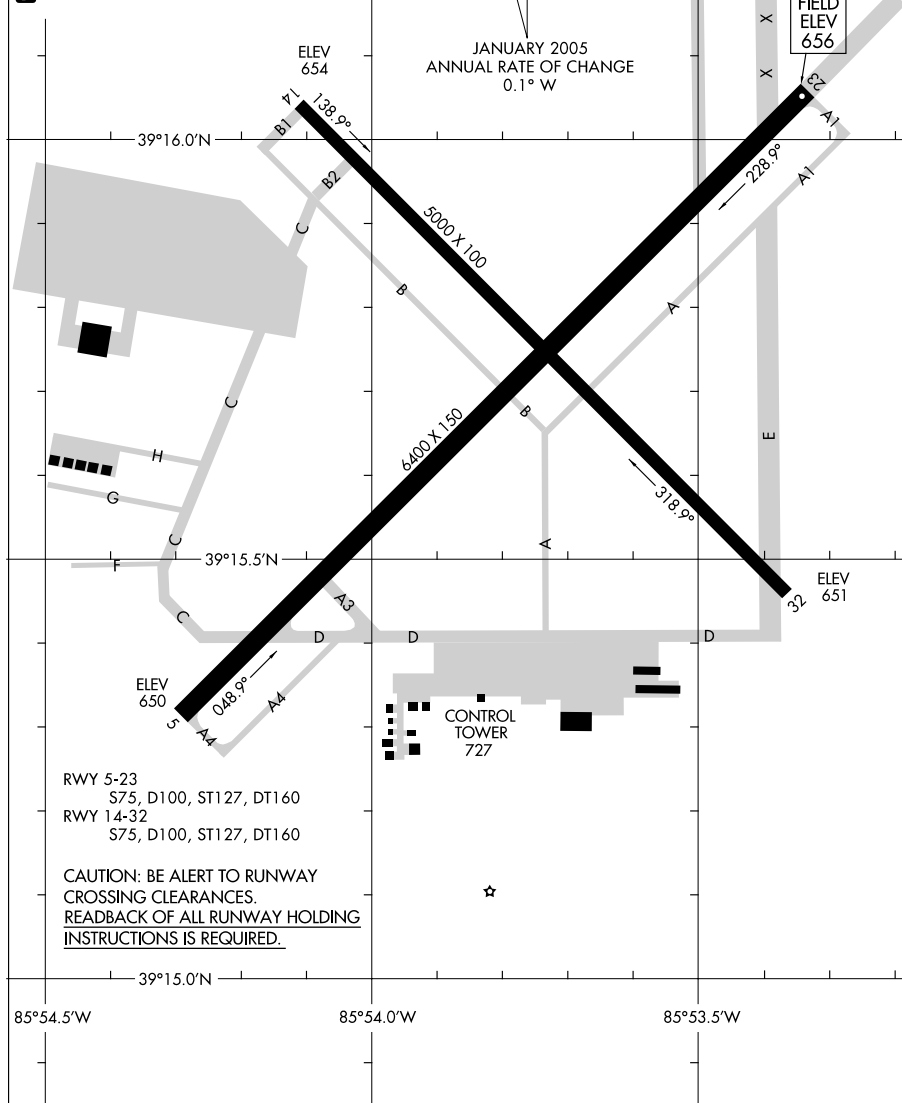 FIELD
ELEV
656
JANUARY 2005
ANNUAL RATE OF CHANGE
0.1° W
ELEV
654
14
138.9°
X
X
23
A1
A1
228.9°
39°16.0'N
B1
B2
C
5000 X 100
B
A
B
C
6400 X 150
E
H
G
318.9°
C
A
39°15.5'N
F
A3
ELEV
651
32
C
D
D
D
ELEV
650
5
048.9°
A4
A4
CONTROL
TOWER
727
RWY 5-23
S75, D100, ST127, DT160
RWY 14-32
S75, D100, ST127, DT160
CAUTION: BE ALERT TO RUNWAY
CROSSING CLEARANCES.
READBACK OF ALL RUNWAY HOLDING
INSTRUCTIONS IS REQUIRED.
39°15.0'N
85°54.5'W
85°54.0'W
85°53.5'W